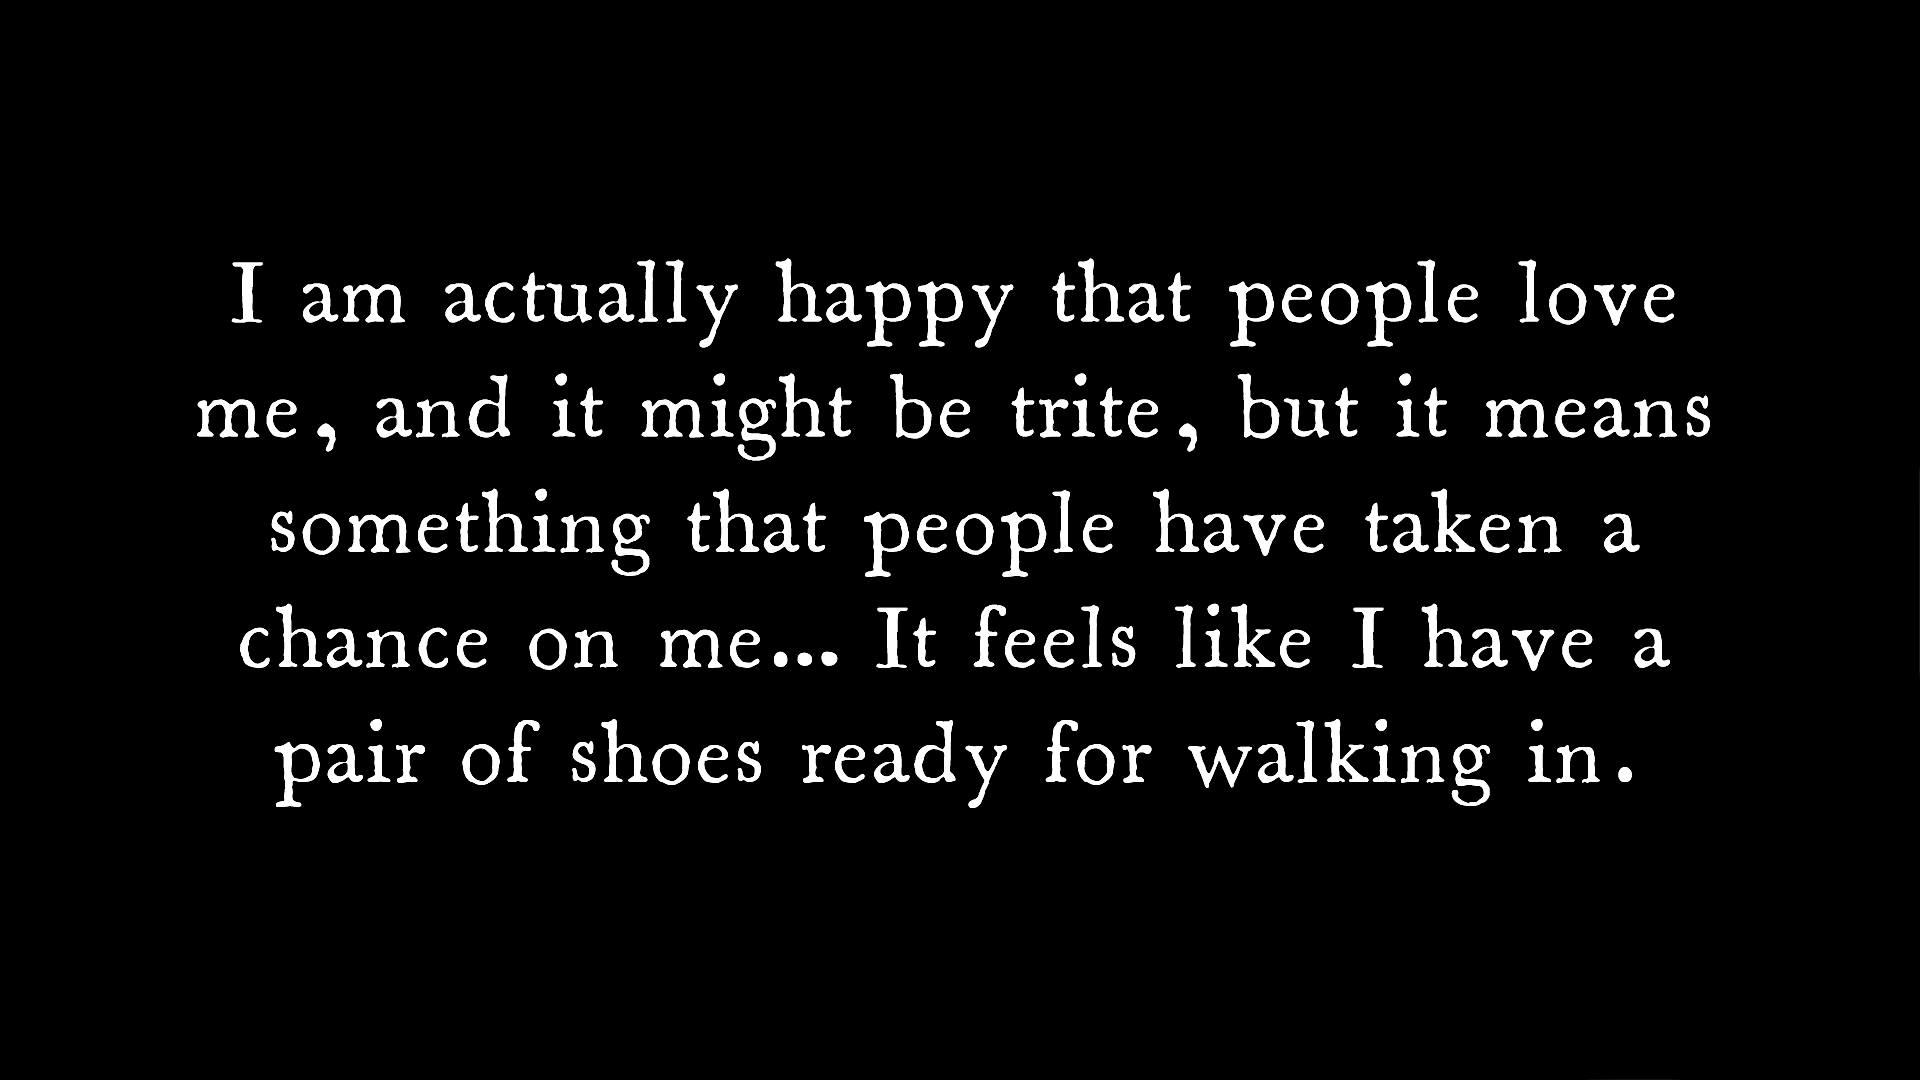 I am actually happy that people love
me, and it might be trite, but it means
something that people have taken a
chance on me... It feels like I have a
pair of shoes ready for walking in.